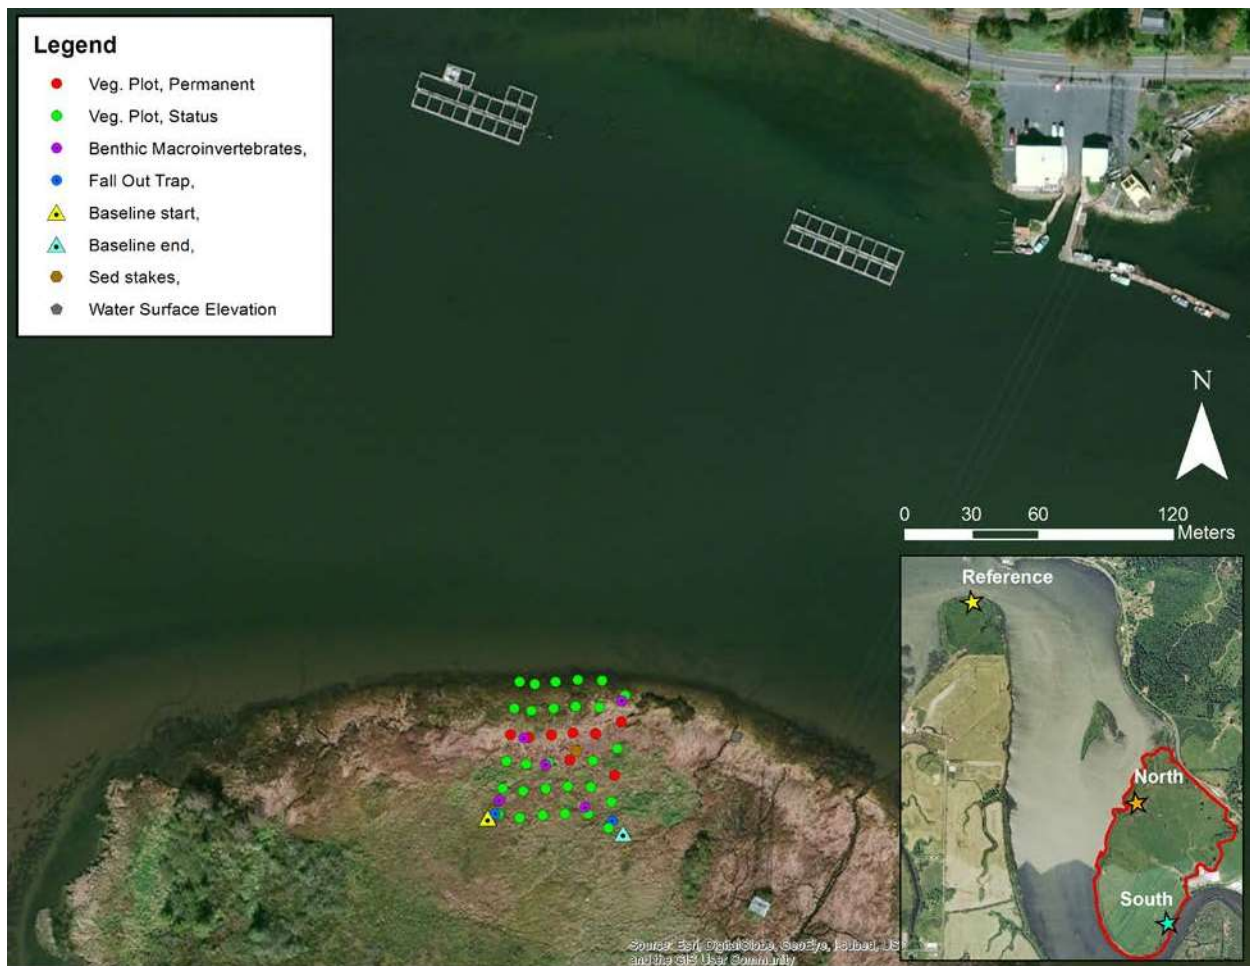 Legend
Veg. Plot, Permanent
Veg. Plot, Status
Benthic Macroinvertebrates,
Fall Out Trap,
Baseline start,
Baseline end,
Sed stakes,
Water Surface Elevation
N
0 30 60 120
Meters
Reference
North
South
Source: Esri, DigitalGlobe, GeoEye, i-cubed, US
and the GIS User Community